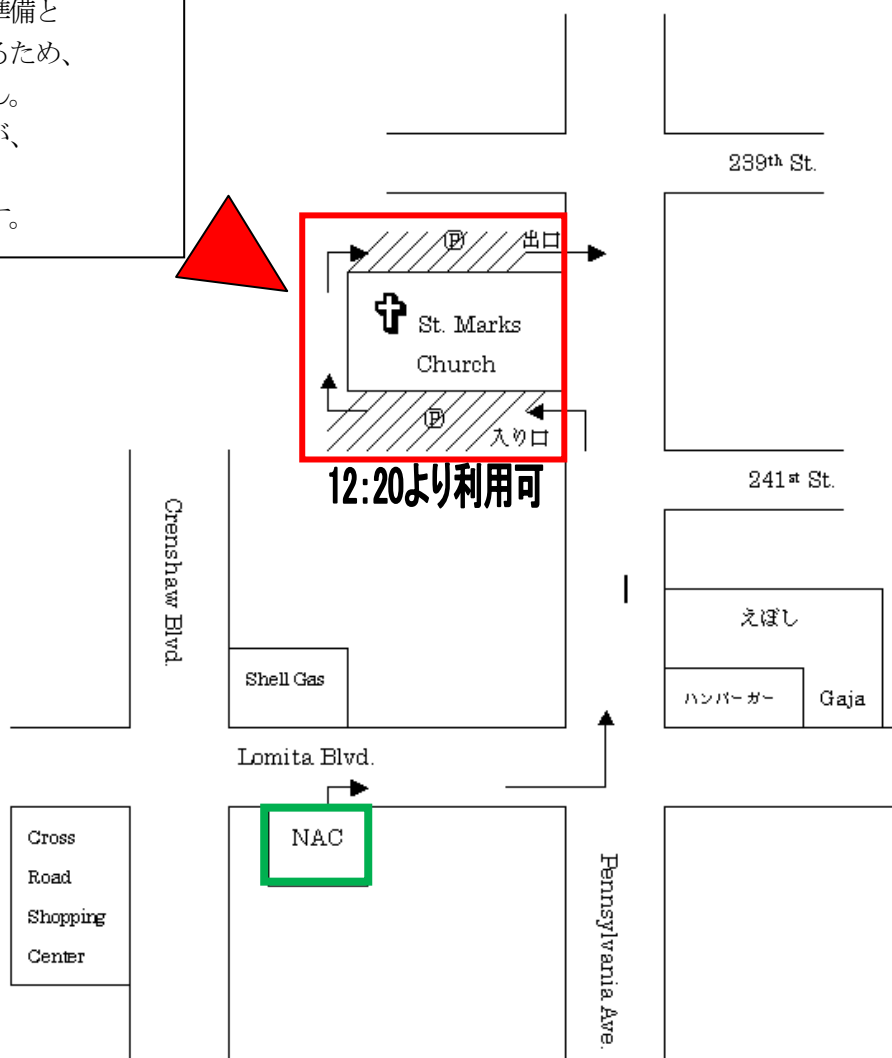 備と
るため、
ん。
が、
す。
239th St.
Ⓟ
出口
St. Marks
Church
Ⓟ
入り口
12:20より利用可
241st St.
Crenshaw Blvd.
えぼし
Shell Gas
ハンバーガー
Gaja
Lomita Blvd.
NAC
Cross
Road
Shopping
Center
Pennsylvania Ave.